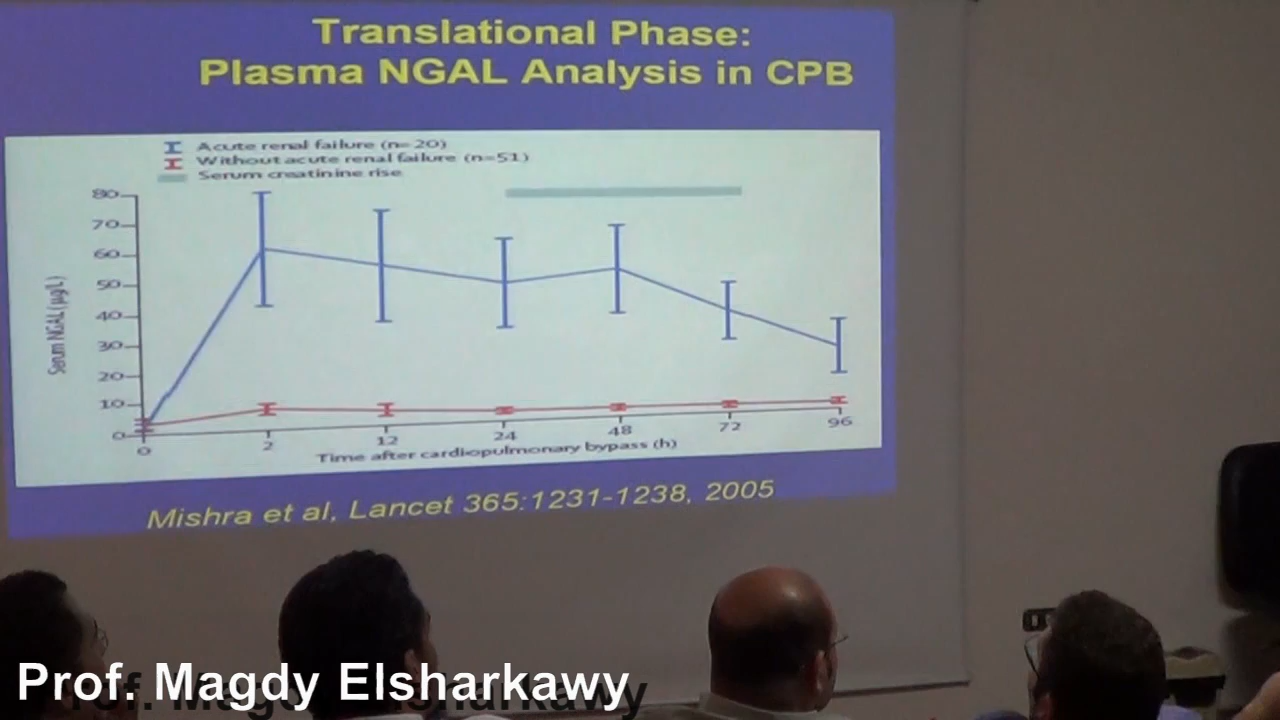 Translational Phase:
Plasma NGAL Analysis in CPB
Acute renal failure (n=20)
Without acute renal failure (n=51)
Serum creatinine rise
80
70
60
50
40
30
20
10
0
Serum NGAL (µg/L)
0 2 12 24 48 72 96
Time after cardiopulmonary bypass (h)
Mishra et al, Lancet 365:1231-1238, 2005
Prof. Magdy Elsharkawy